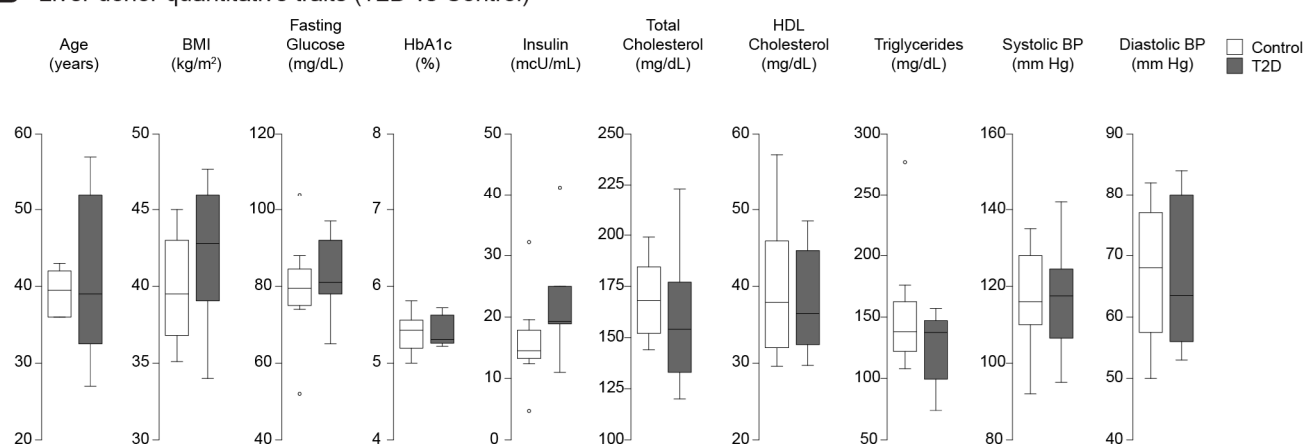 Liver donor quantitative traits (T2D vs Control)
Age
(years)
BMI
(kg/m²)
Fasting
Glucose
(mg/dL)
HbA1c
(%)
Insulin
(mcU/mL)
Total
Cholesterol
(mg/dL)
HDL
Cholesterol
(mg/dL)
Triglycerides
(mg/dL)
Systolic BP
(mm Hg)
Diastolic BP
(mm Hg)
Control
T2D
60
50
40
30
20
50
45
40
35
30
120
100
80
60
40
8
7
6
5
4
50
40
30
20
10
0
250
225
200
175
150
125
100
60
50
40
30
20
300
250
200
150
100
50
160
140
120
100
80
90
80
70
60
50
40